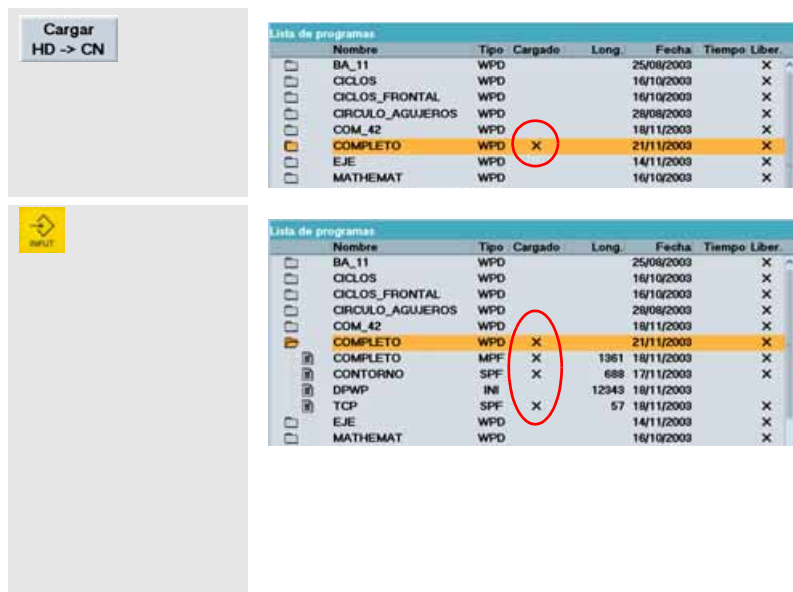 Cargar
HD -> CN
Lista de programas
Nombre Tipo Cargado Long. Fecha Tiempo Liber.
BA_11 WPD 25/08/2003 X
CICLOS WPD 16/10/2003 X
CICLOS_FRONTAL WPD 16/10/2003 X
CIRCULO_AGUJEROS WPD 28/08/2003 X
COM_42 WPD 18/11/2003 X
COMPLETO WPD X 21/11/2003 X
EJE WPD 14/11/2003 X
MATHEMAT WPD 16/10/2003 X
INPUT
Lista de programas
Nombre Tipo Cargado Long. Fecha Tiempo Liber.
BA_11 WPD 25/08/2003 X
CICLOS WPD 16/10/2003 X
CICLOS_FRONTAL WPD 16/10/2003 X
CIRCULO_AGUJEROS WPD 28/08/2003 X
COM_42 WPD 18/11/2003 X
COMPLETO WPD X 21/11/2003 X
COMPLETO MPF X 1361 18/11/2003 X
CONTORNO SPF X 688 17/11/2003 X
DPWP INI 12343 18/11/2003
TCP SPF X 57 18/11/2003 X
EJE WPD 14/11/2003 X
MATHEMAT WPD 16/10/2003 X